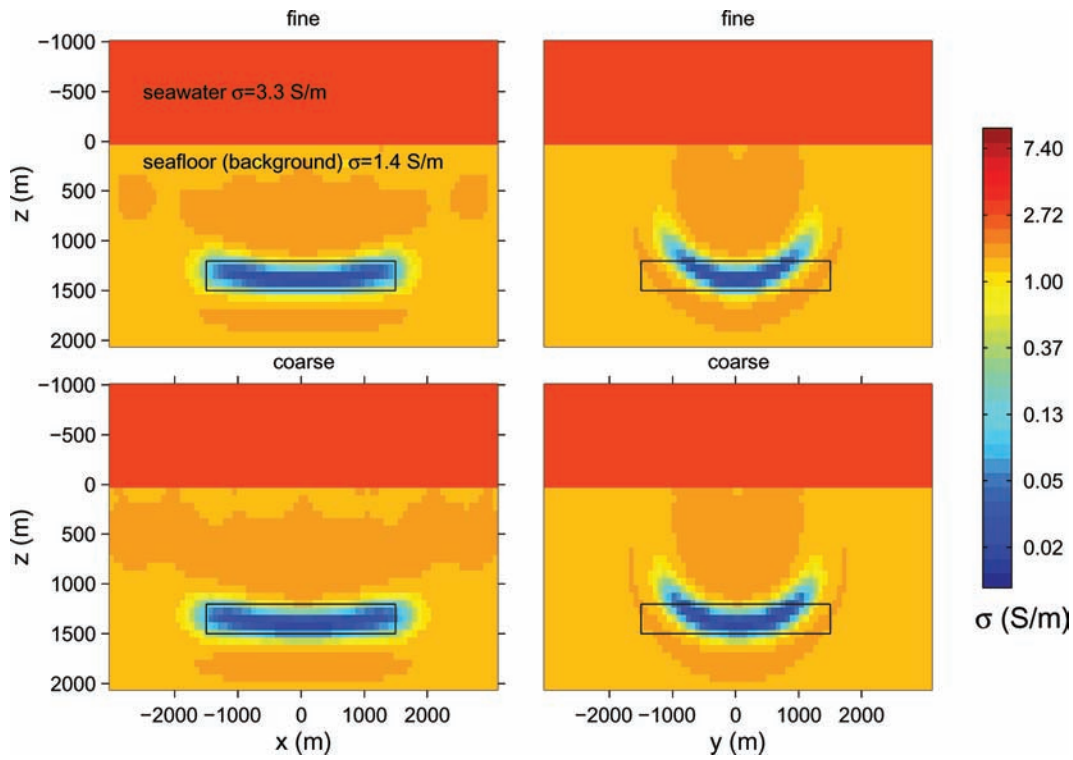 fine
fine
−1000
−500
0
500
1000
1500
2000
z (m)
seawater σ=3.3 S/m
seafloor (background) σ=1.4 S/m
coarse
coarse
−1000
−500
0
500
1000
1500
2000
z (m)
−2000 −1000 0 1000 2000
x (m)
−2000 −1000 0 1000 2000
y (m)
7.40
2.72
1.00
0.37
0.13
0.05
0.02
σ (S/m)